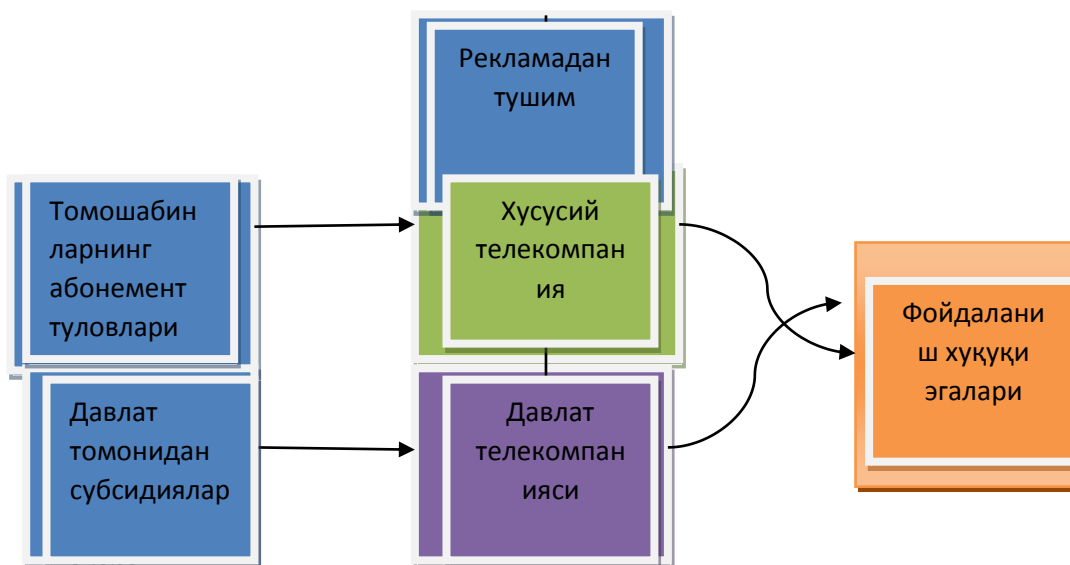 Рекламадан
тушим
Томошабин
ларнинг
абонемент
туловлари
Хусусий
телекомпан
ия
Фойдалани
ш хуқуқи
эгалари
Давлат
томонидан
субсидиялар
Давлат
телекомпан
ияси